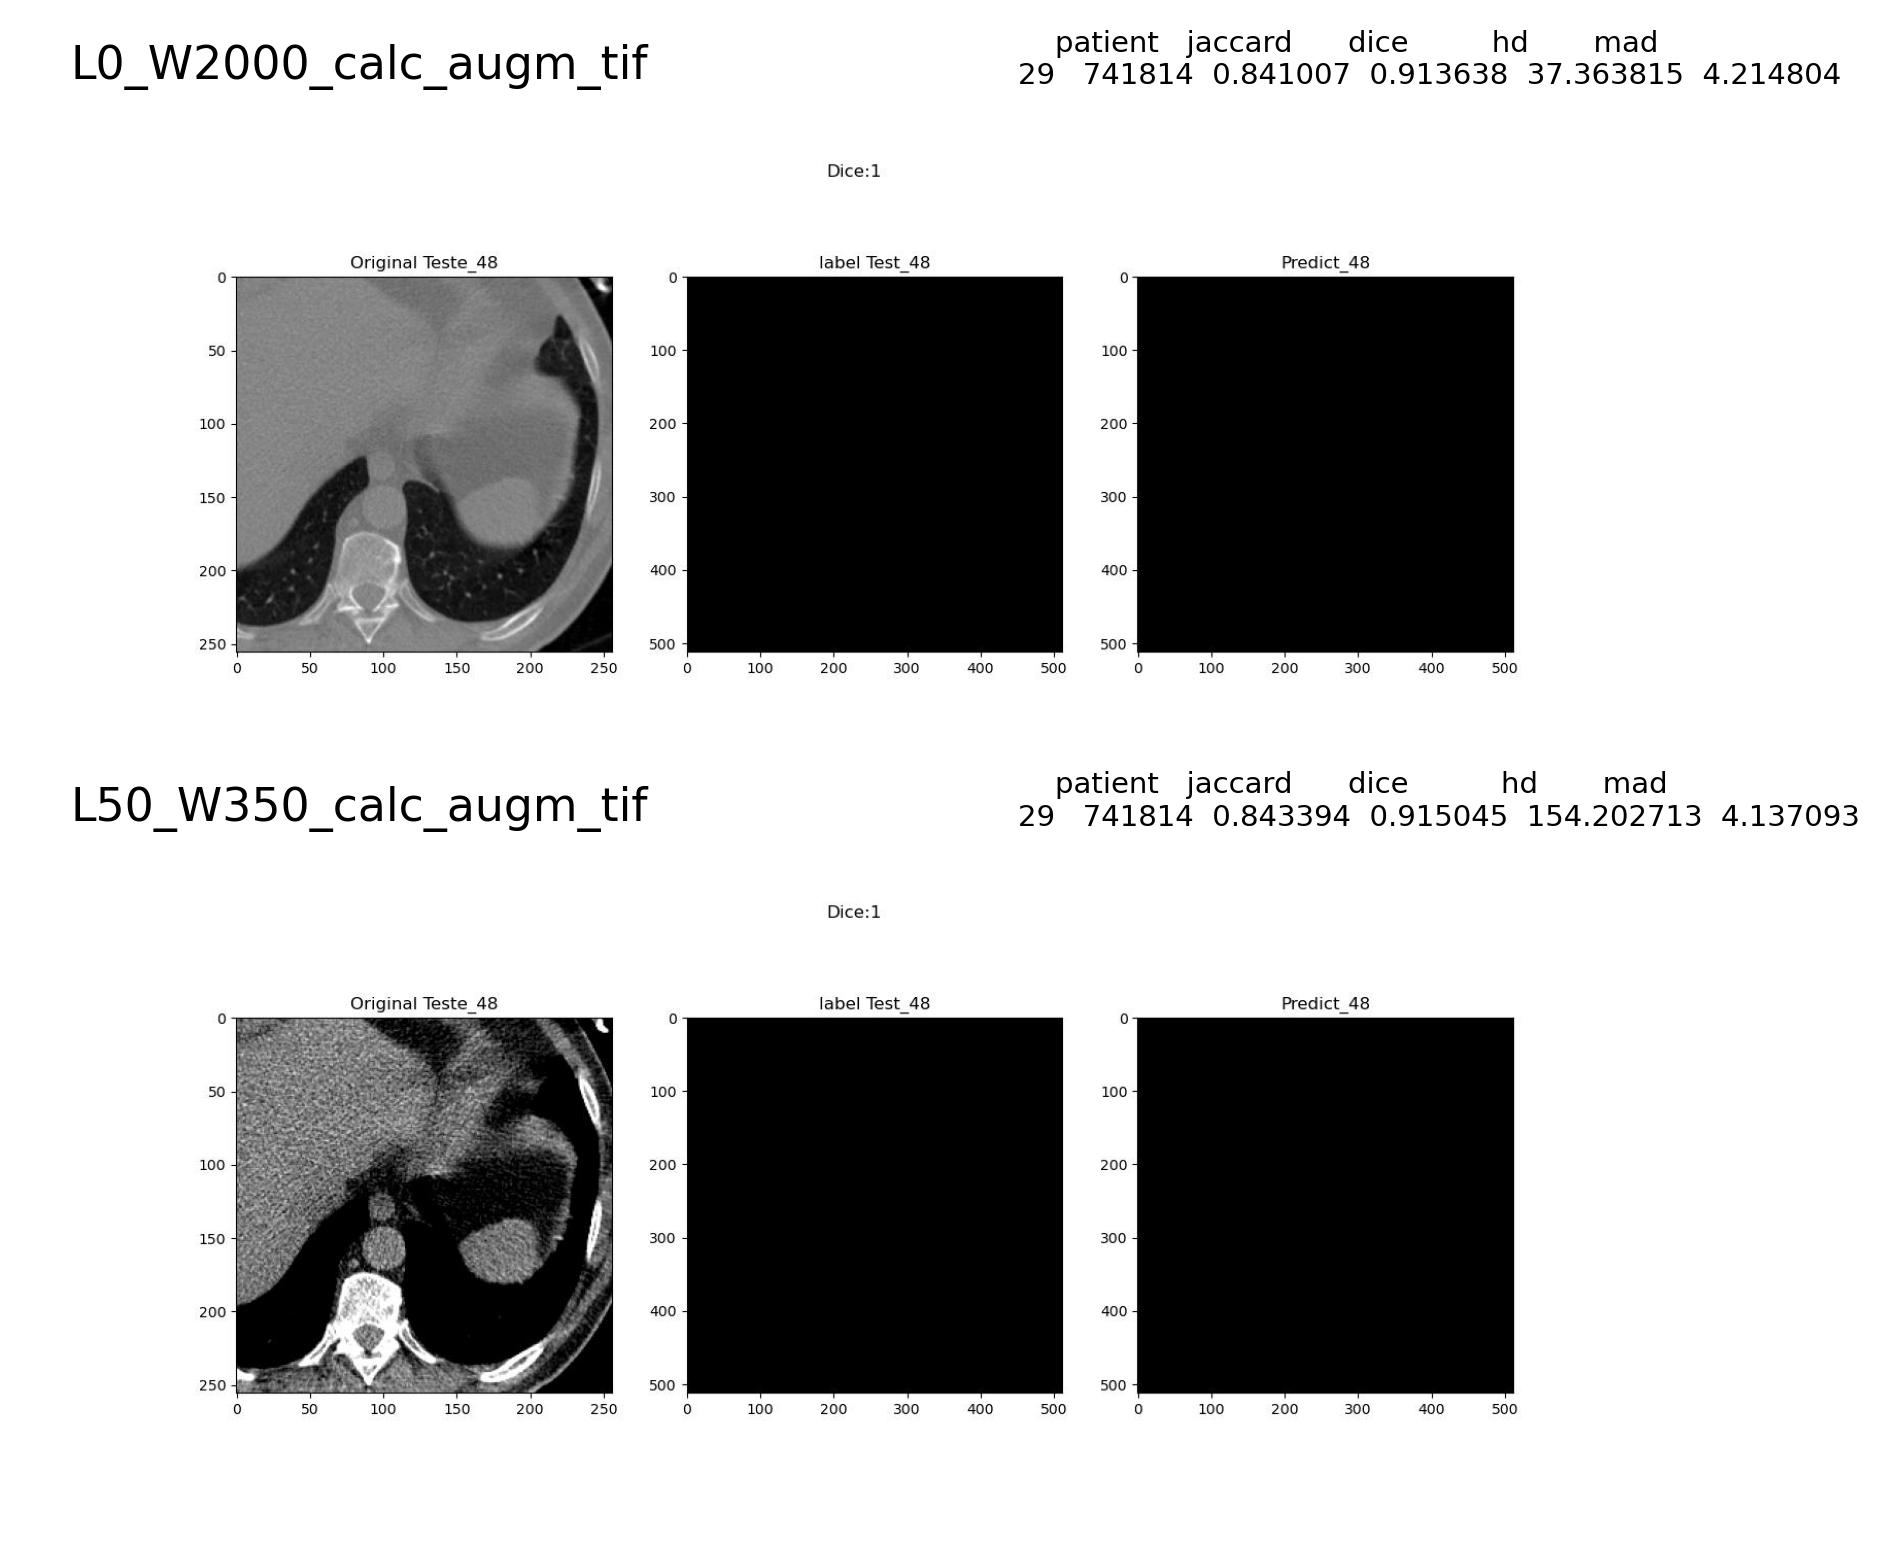 L0_W2000_calc_augm_tif
patient jaccard dice hd mad
29 741814 0.841007 0.913638 37.363815 4.214804
Dice:1
Original Teste_48
label Test_48
Predict_48
0
50
100
150
200
250
0 50 100 150 200 250
0
100
200
300
400
500
0 100 200 300 400 500
0
100
200
300
400
500
0 100 200 300 400 500
L50_W350_calc_augm_tif
patient jaccard dice hd mad
29 741814 0.843394 0.915045 154.202713 4.137093
Dice:1
Original Teste_48
label Test_48
Predict_48
0
50
100
150
200
250
0 50 100 150 200 250
0
100
200
300
400
500
0 100 200 300 400 500
0
100
200
300
400
500
0 100 200 300 400 500